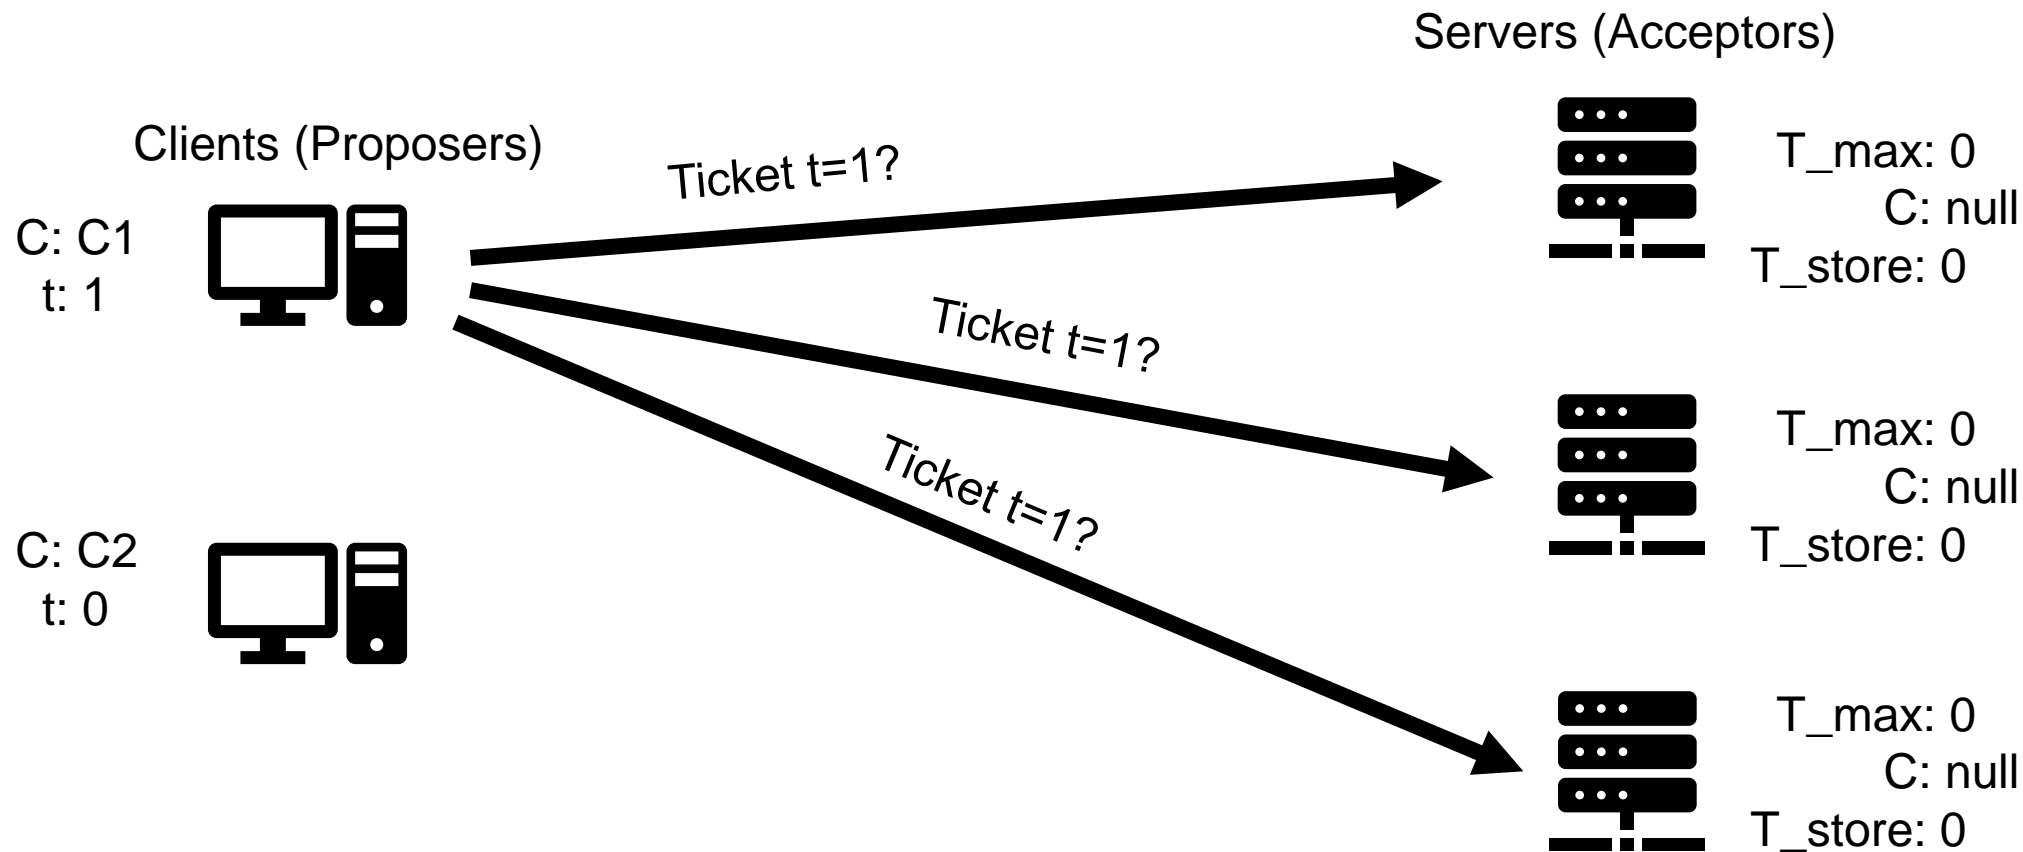 Servers (Acceptors)
Clients (Proposers)
C: C1
t: 1
Ticket t=1?
Ticket t=1?
Ticket t=1?
C: C2
t: 0
T_max: 0
C: null
T_store: 0
T_max: 0
C: null
T_store: 0
T_max: 0
C: null
T_store: 0